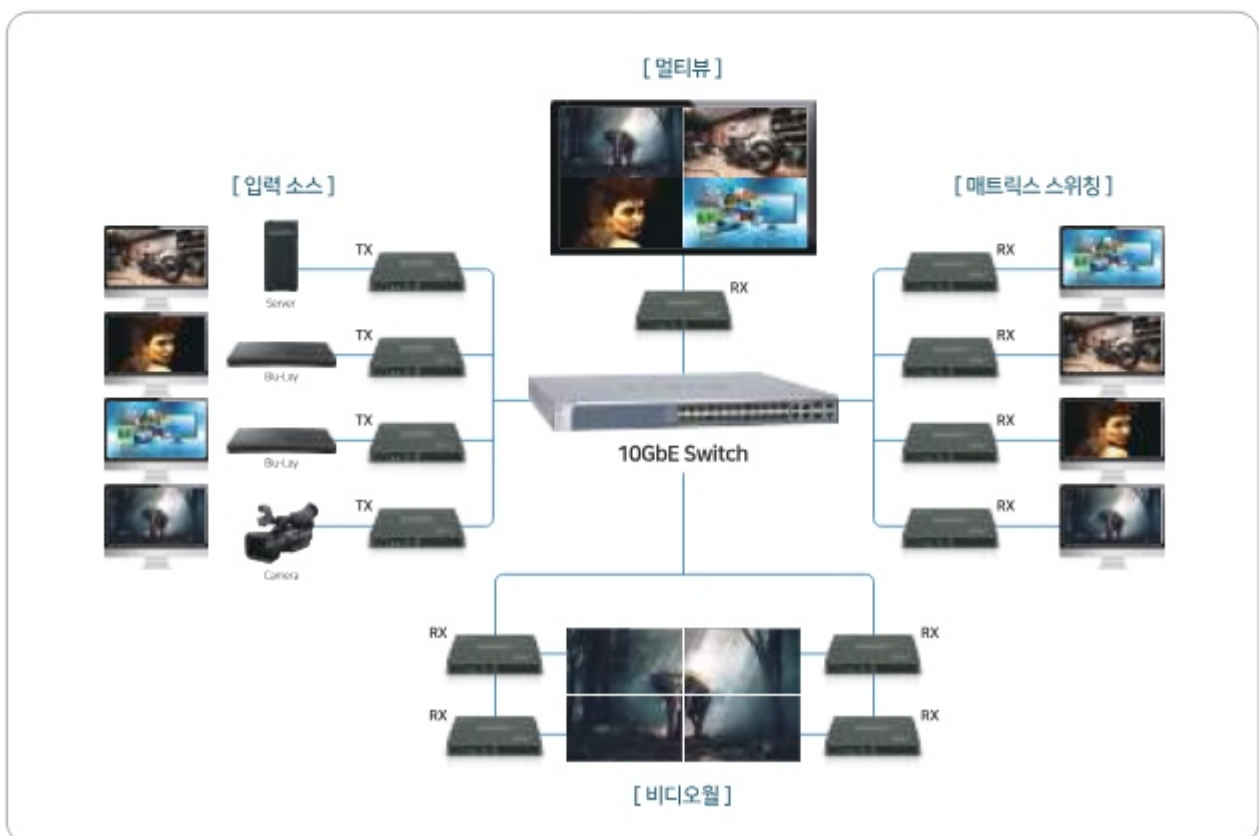 [ 멀티뷰 ]
[ 입력 소스 ]
[ 매트릭스 스위칭 ]
TX
Server
RX
RX
TX
Blu-Lay
RX
TX
Blu-Lay
RX
10GbE Switch
TX
Camera
RX
RX
RX
RX
RX
[ 비디오월 ]